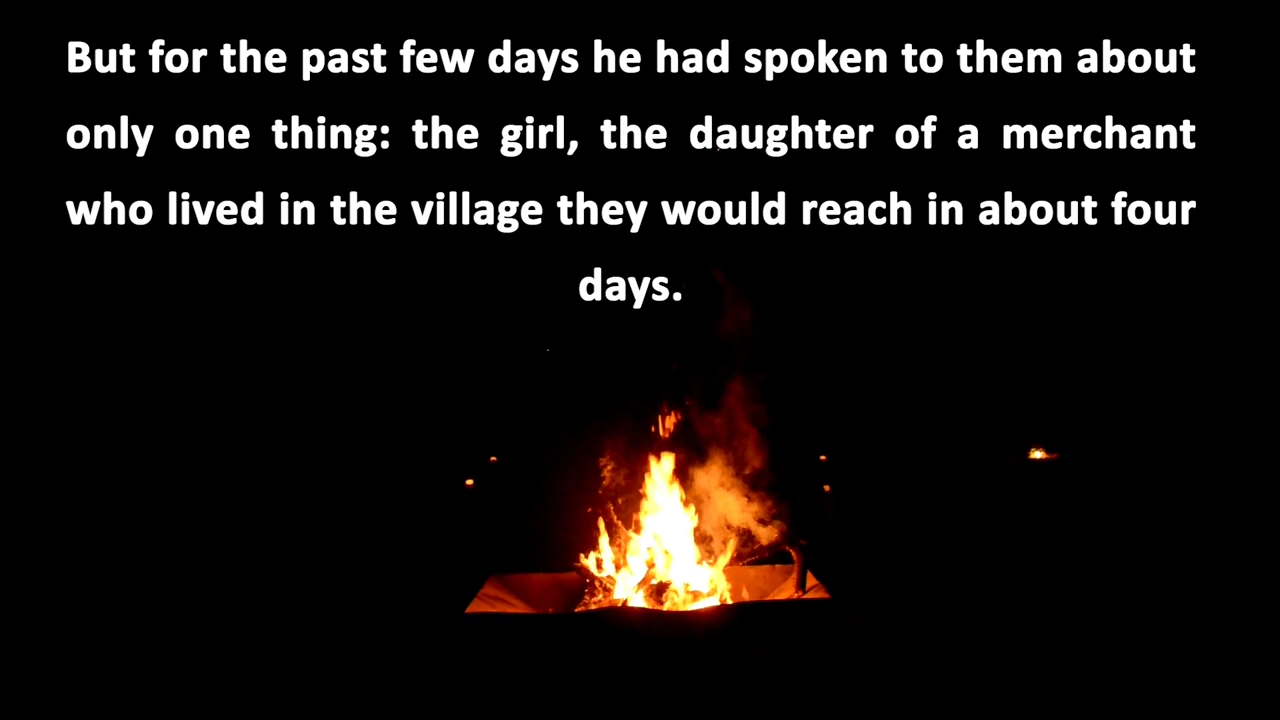 But for the past few days he had spoken to them about
only one thing: the girl, the daughter of a merchant
who lived in the village they would reach in about four
days.